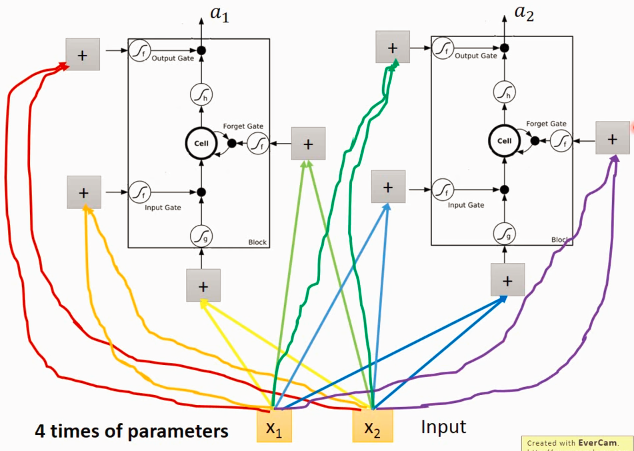 a1
a2
+
f
Output Gate
h
Forget Gate
Cell
f
+
+
f
Input Gate
g
Block
+
+
f
Output Gate
h
Forget Gate
Cell
f
+
+
f
Input Gate
g
Block
+
4 times of parameters
x1
x2
Input
Created with EverCam.